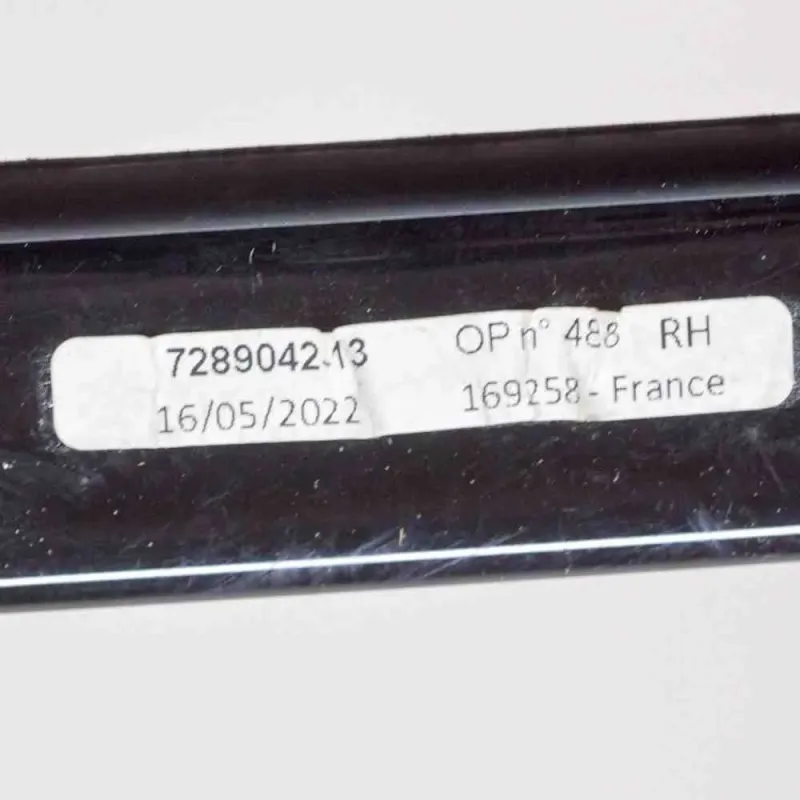 7289042.13 OP n° 488 RH
16/05/2022 169258 - France